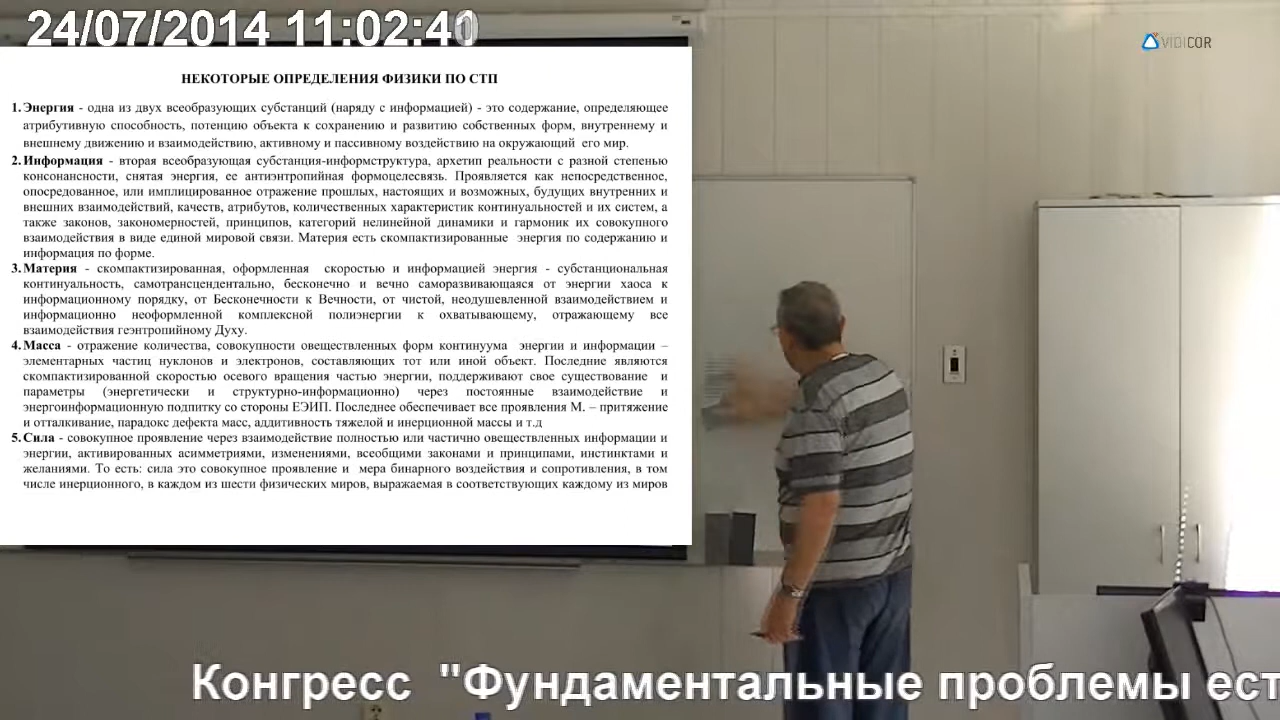 24/07/2014 11:02:40
VIDICOR
НЕКОТОРЫЕ ОПРЕДЕЛЕНИЯ ФИЗИКИ ПО СТП
1. Энергия - одна из двух всеобразующих субстанций (наряду с информацией) - это содержание, определяющее
атрибутивную способность, потенцию объекта к сохранению и развитию собственных форм, внутреннему и
внешнему движению и взаимодействию, активному и пассивному воздействию на окружающий его мир.
2. Информация - вторая всеобразующая субстанция-информструктура, архетип реальности с разной степенью
консонансности, снятая энергия, ее антиэнтропийная формоцелесвязь. Проявляется как непосредственное,
опосредованное, или имплицированное отражение прошлых, настоящих и возможных, будущих внутренних и
внешних взаимодействий, качеств, атрибутов, количественных характеристик континуальностей и их систем, а
также законов, закономерностей, принципов, категорий нелинейной динамики и гармоник их совокупного
взаимодействия в виде единой мировой связи. Материя есть скомпактизированные энергия по содержанию и
информация по форме.
3. Материя - скомпактизированная, оформленная скоростью и информацией энергия - субстанциональная
континуальность, самотрансцендентально, бесконечно и вечно саморазвивающаяся от энергии хаоса к
информационному порядку, от Бесконечности к Вечности, от чистой, неодушевленной взаимодействием и
информационно неоформленной комплексной полиэнергии к охватывающему, отражающему все
взаимодействия геэнтропийному Духу.
4. Масса - отражение количества, совокупности овеществленных форм континуума энергии и информации –
элементарных частиц нуклонов и электронов, составляющих тот или иной объект. Последние являются
скомпактизированной скоростью осевого вращения частью энергии, поддерживают свое существование и
параметры (энергетически и структурно-информационно) через постоянные взаимодействие и
энергоинформационную подпитку со стороны ЕЭИП. Последнее обеспечивает все проявления М. – притяжение
и отталкивание, парадокс дефекта масс, аддитивность тяжелой и инерционной массы и т.д
5. Сила - совокупное проявление через взаимодействие полностью или частично овеществленных информации и
энергии, активированных асимметриями, изменениями, всеобщими законами и принципами, инстинктами и
желаниями. То есть: сила это совокупное проявление и мера бинарного воздействия и сопротивления, в том
числе инерционного, в каждом из шести физических миров, выражаемая в соответствующих каждому из миров
Конгресс "Фундаментальные проблемы ест